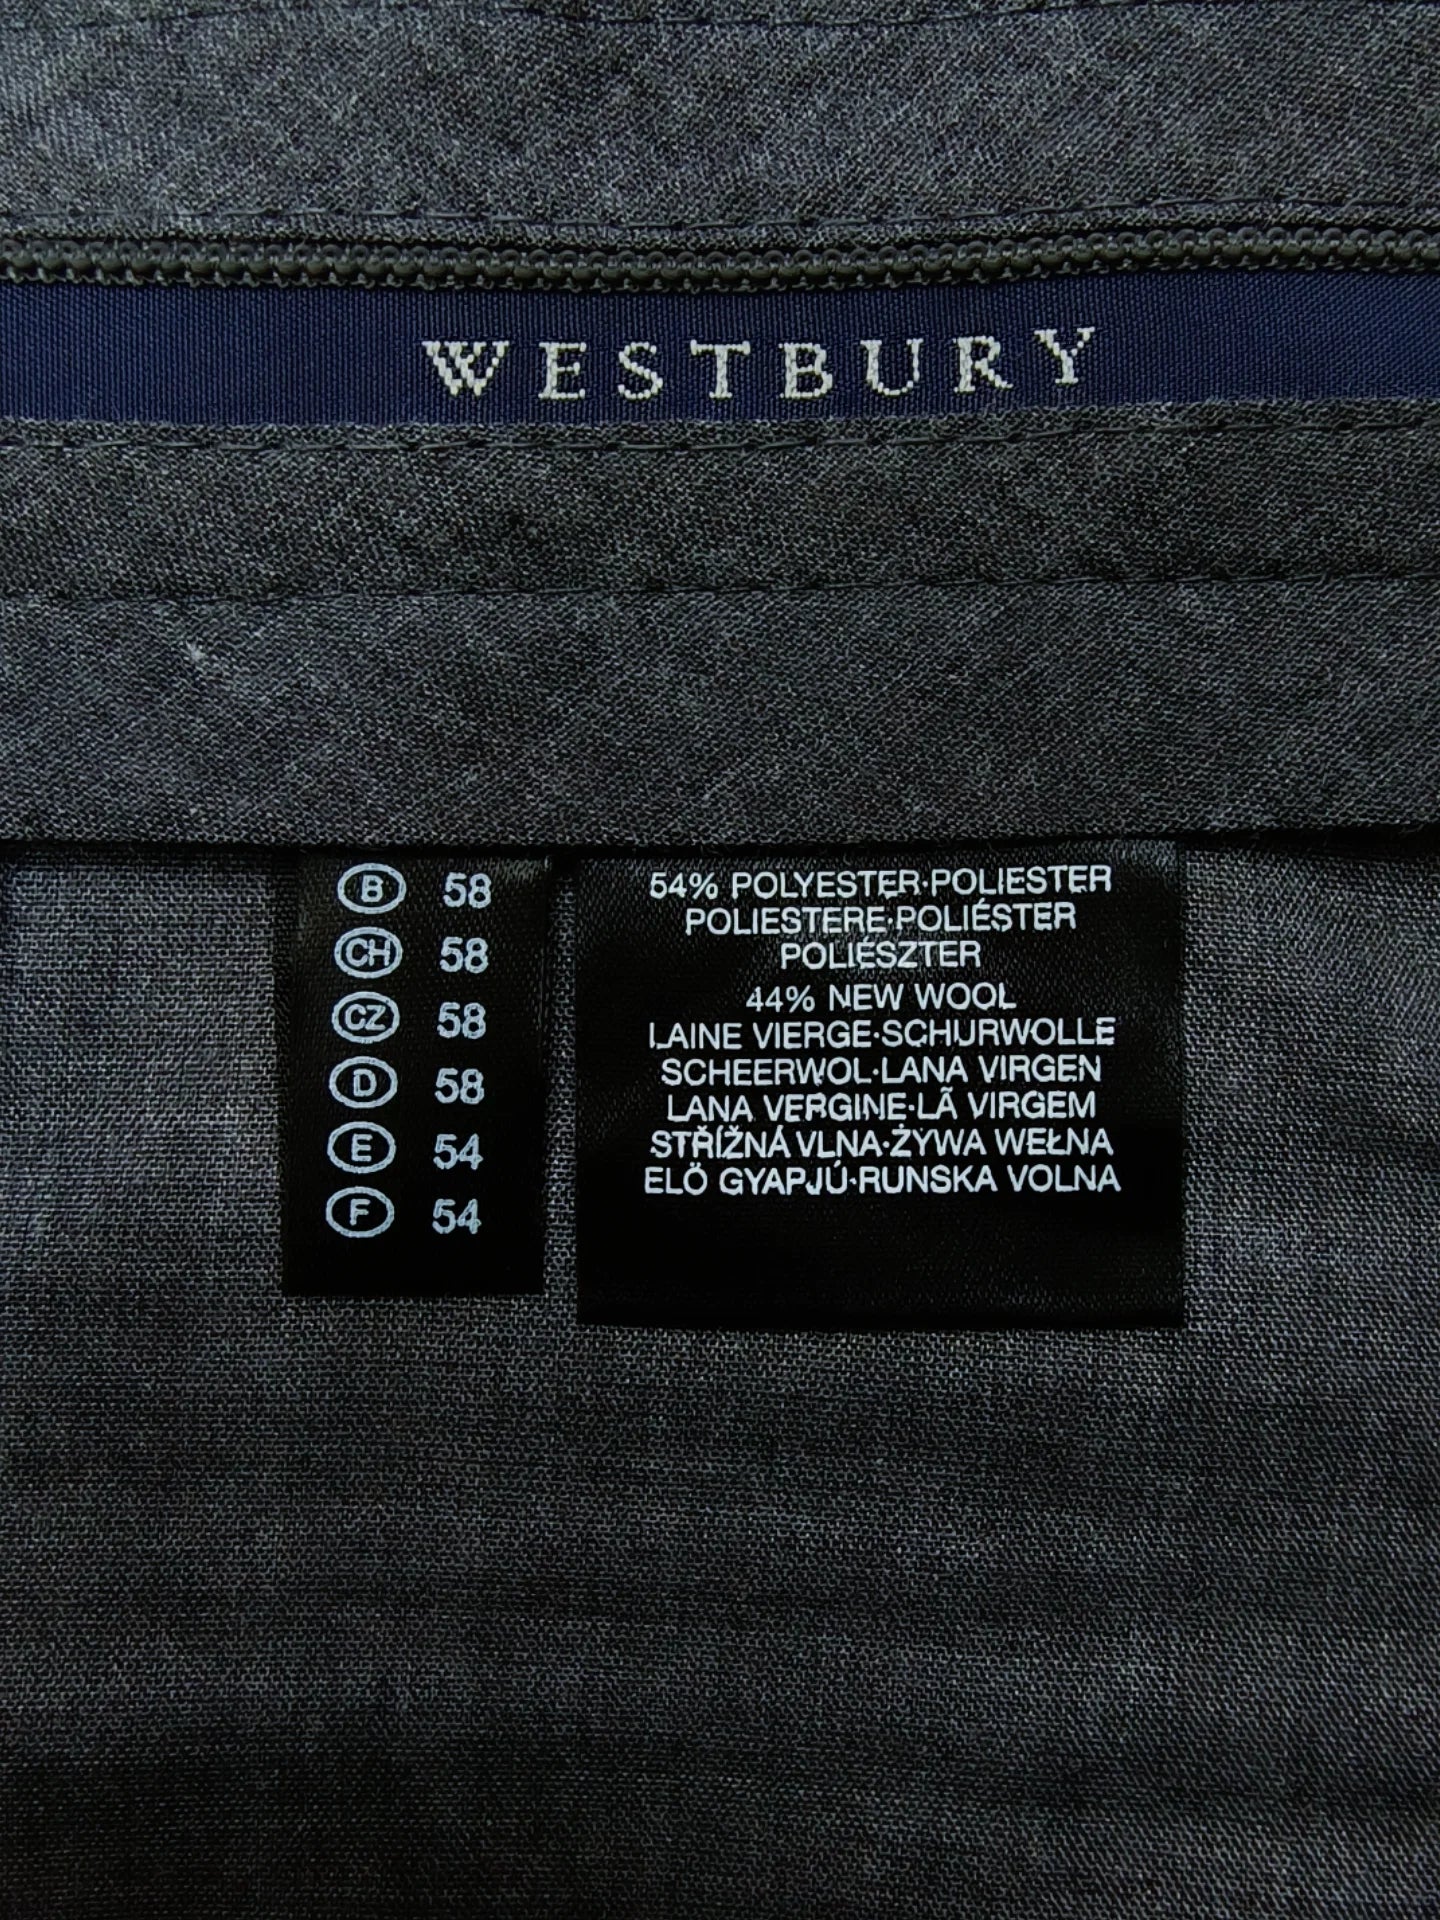 WESTBURY
B 58
CH 58
CZ 58
D 58
E 54
F 54
54% POLYESTER·POLIESTER
POLIESTERE·POLIÉSTER
POLIÉSZTER
44% NEW WOOL
LAINE VIERGE·SCHURWOLLE
SCHEERWOL·LANA VIRGEN
LANA VERGINE·LÃ VIRGEM
STŘÍŽNÁ VLNA·ŻYWA WEŁNA
ELÖ GYAPJÚ·RUNSKA VOLNA